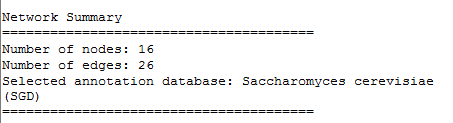 Network Summary
=======================================
Number of nodes: 16
Number of edges: 26
Selected annotation database: Saccharomyces cerevisiae
(SGD)
=======================================